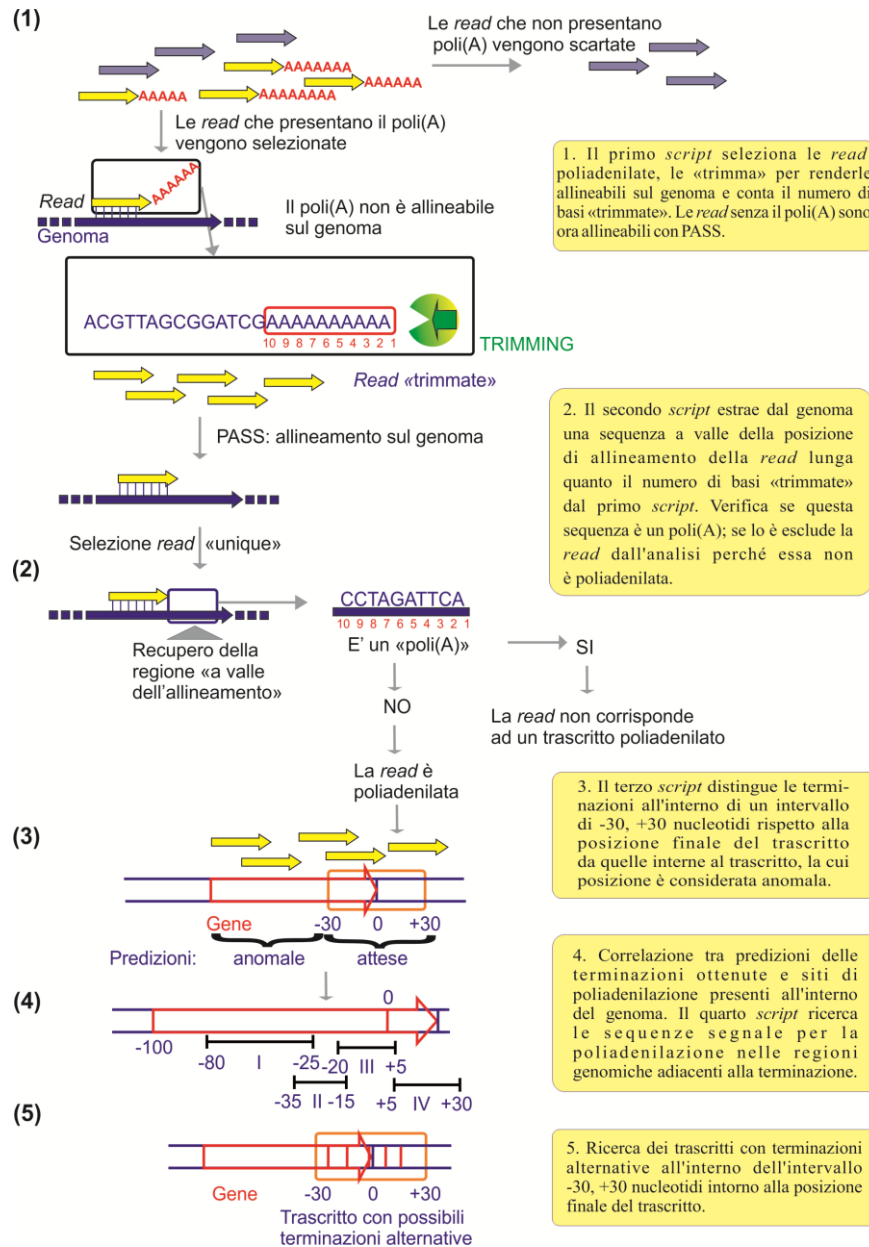 (1)
Le read che non presentano
poli(A) vengono scartate
AAAAAAA
AAAAAA
AAAAA
AAAAAAAA
Le read che presentano il poli(A)
vengono selezionate
1. Il primo script seleziona le read
poliadenilate, le «trimma» per renderle
allineabili sul genoma e conta il numero di
basi «trimmate». Le read senza il poli(A) sono
ora allineabili con PASS.
AAAAAA
Read
Genoma
Il poli(A) non è allineabile
sul genoma
ACGTTAGCGGATCGAAAAAAAAAA
10 9 8 7 6 5 4 3 2 1
TRIMMING
Read «trimmate»
PASS: allineamento sul genoma
2. Il secondo script estrae dal genoma
una sequenza a valle della posizione
di allineamento della read lunga
quanto il numero di basi «trimmate»
dal primo script. Verifica se questa
sequenza è un poli(A); se lo è esclude la
read dall'analisi perché essa non
è poliadenilata.
Selezione read «unique»
(2)
CCTAGATTCA
10 9 8 7 6 5 4 3 2 1
E' un «poli(A)»
SI
Recupero della
regione «a valle
dell'allineamento»
NO
La read non corrisponde
ad un trascritto poliadenilato
La read è
poliadenilata
3. Il terzo script distingue le termi-
nazioni all'interno di un intervallo
di -30, +30 nucleotidi rispetto alla
posizione finale del trascritto
da quelle interne al trascritto, la cui
posizione è considerata anomala.
(3)
Gene
-30 0 +30
Predizioni: anomale attese
4. Correlazione tra predizioni delle
terminazioni ottenute e siti di
poliadenilazione presenti all'interno
del genoma. Il quarto script ricerca
le sequenze segnale per la
poliadenilazione nelle regioni
genomiche adiacenti alla terminazione.
(4)
0
-100
-80 I -25
-20 III +5
-35 II -15
+5 IV +30
(5)
Gene
-30 0 +30
Trascritto con possibili
terminazioni alternative
5. Ricerca dei trascritti con terminazioni
alternative all'interno dell'intervallo
-30, +30 nucleotidi intorno alla posizione
finale del trascritto.